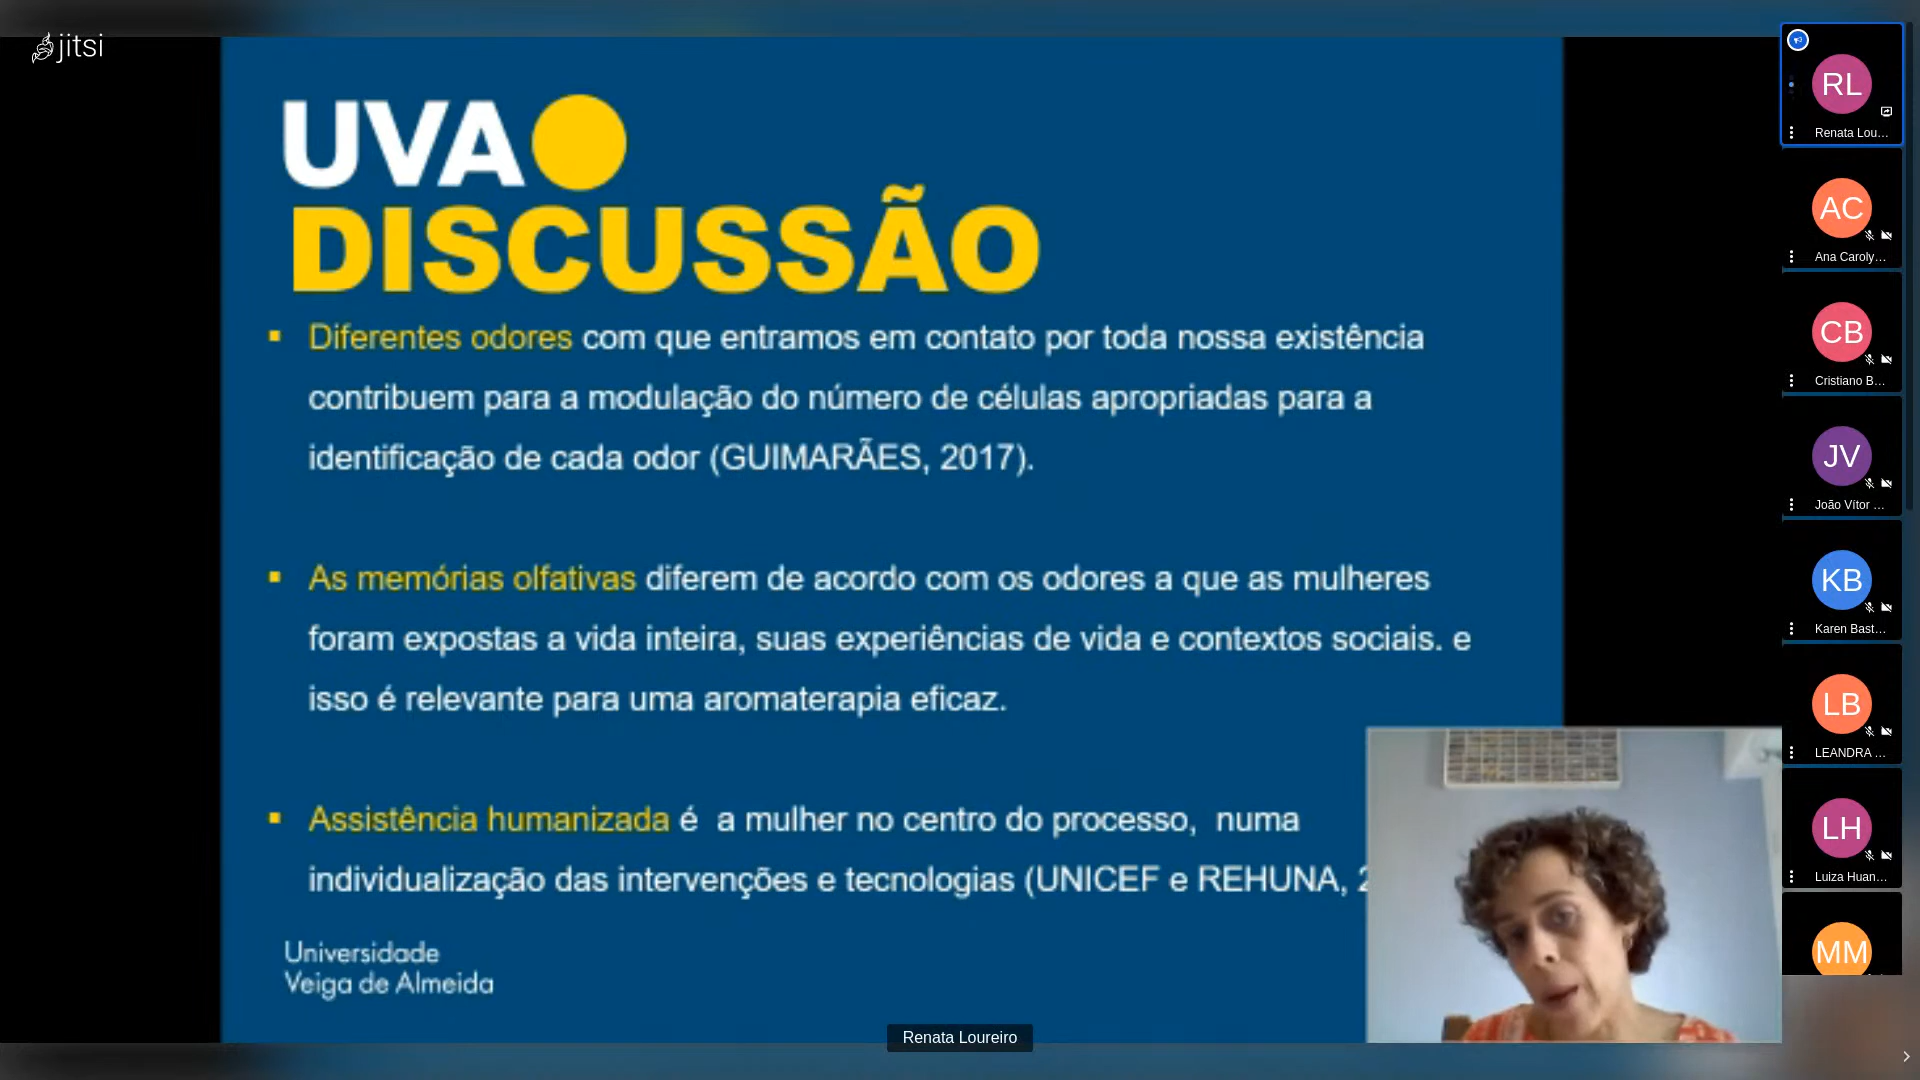 jitsi
UVA
DISCUSSÃO
▪ Diferentes odores com que entramos em contato por toda nossa existência
contribuem para a modulação do número de células apropriadas para a
identificação de cada odor (GUIMARÃES, 2017).
▪ As memórias olfativas diferem de acordo com os odores a que as mulheres
foram expostas a vida inteira, suas experiências de vida e contextos sociais. e
isso é relevante para uma aromaterapia eficaz.
▪ Assistência humanizada é a mulher no centro do processo, numa
individualização das intervenções e tecnologias (UNICEF e REHUNA,
Universidade
Veiga de Almeida
Renata Loureiro
RL
Renata Lou...
AC
Ana Caroly...
CB
Cristiano B...
JV
João Vítor ...
KB
Karen Bast...
LB
LEANDRA ...
LH
Luiza Huan...
MM